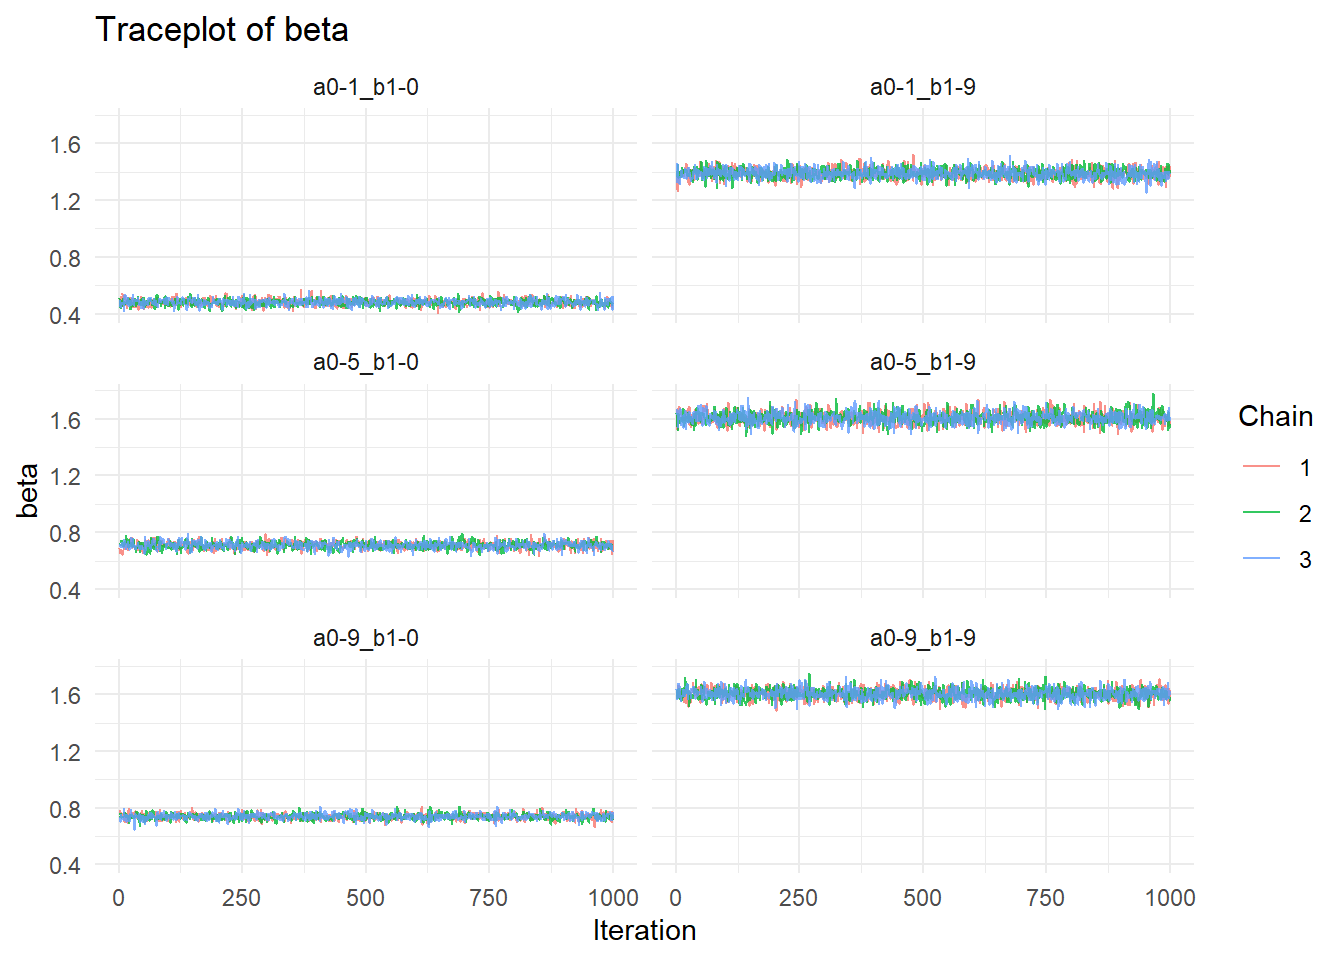 Traceplot of beta
a0-1_b1-0
a0-1_b1-9
1.6
1.2
0.8
0.4
a0-5_b1-0
a0-5_b1-9
1.6
1.2
0.8
0.4
beta
a0-9_b1-0
a0-9_b1-9
1.6
1.2
0.8
0.4
0 250 500 750 1000
0 250 500 750 1000
Iteration
Chain
1
2
3